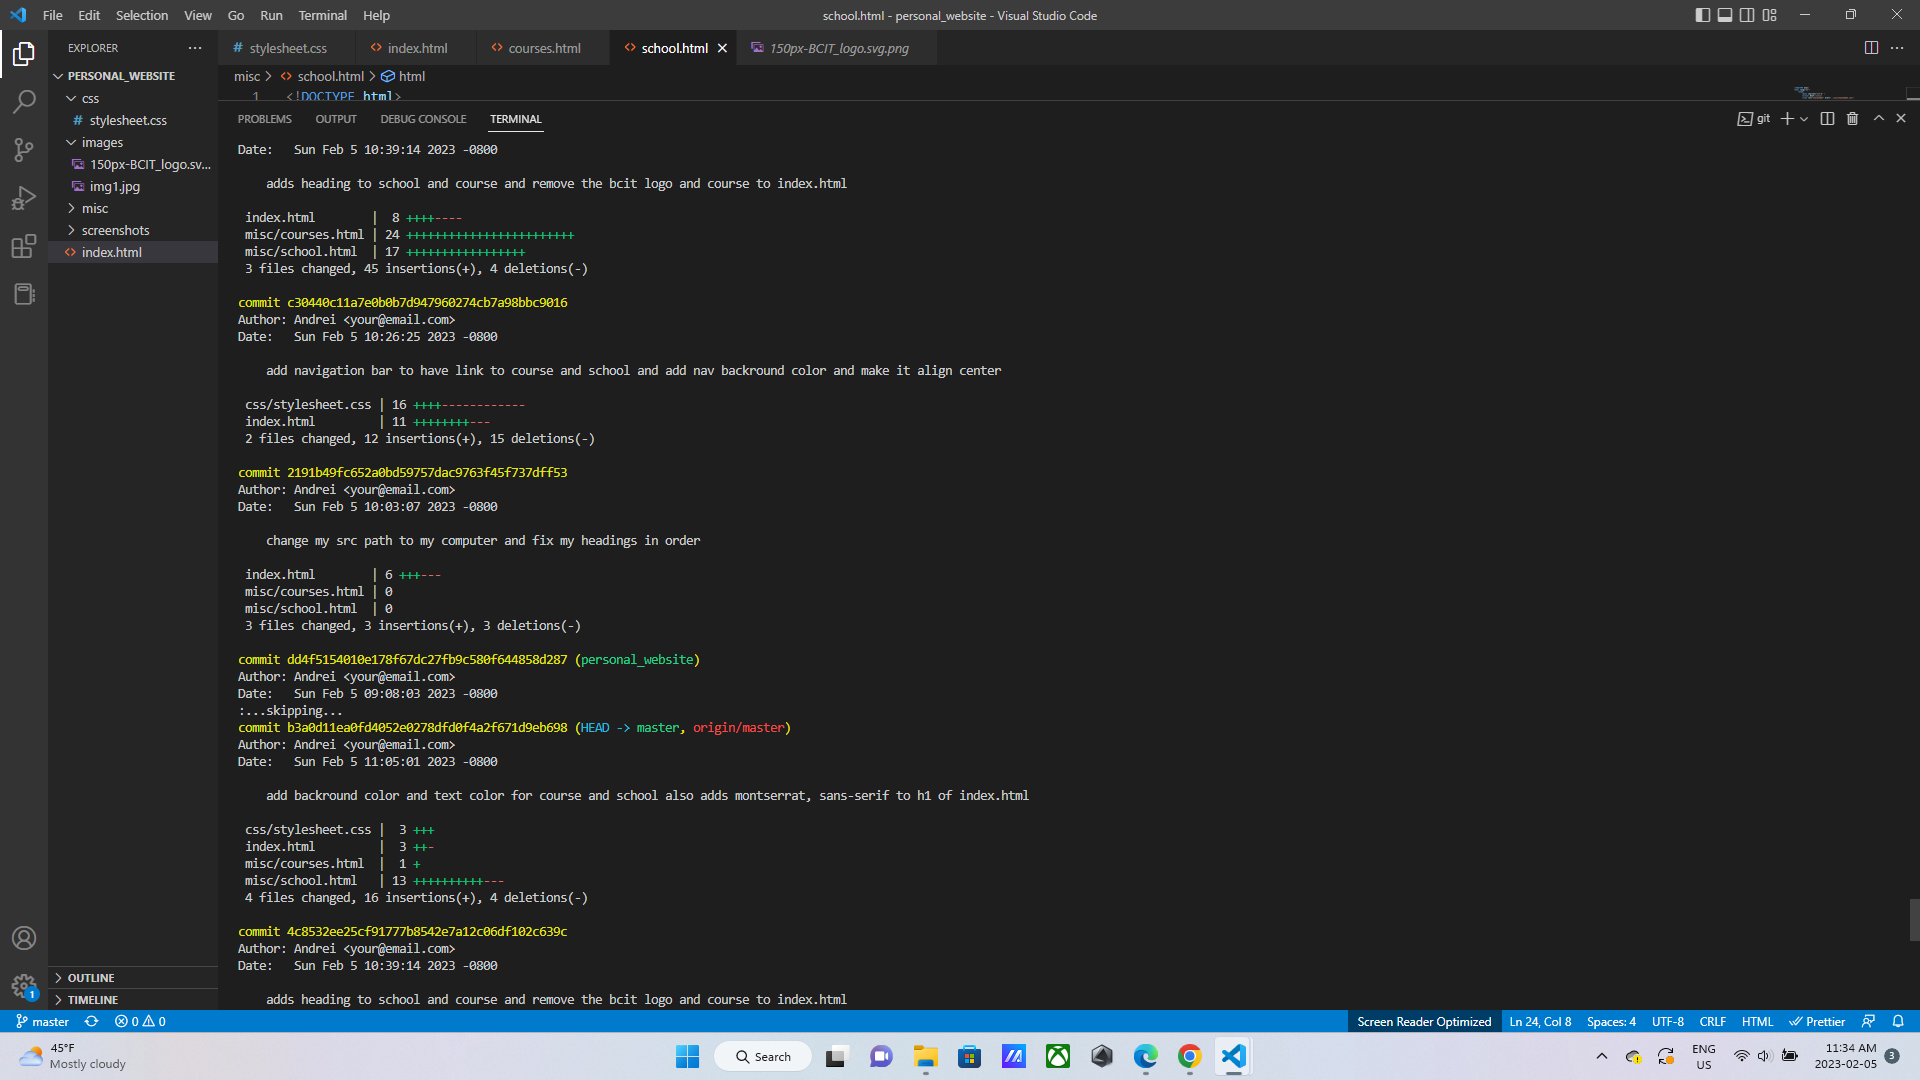 File Edit Selection View Go Run Terminal Help
school.html - personal_website - Visual Studio Code
EXPLORER
PERSONAL_WEBSITE
css
# stylesheet.css
images
150px-BCIT_logo.sv...
img1.jpg
misc
screenshots
index.html
OUTLINE
TIMELINE
# stylesheet.css index.html courses.html school.html 150px-BCIT_logo.svg.png
misc > school.html > html
1 <!DOCTYPE html>
PROBLEMS OUTPUT DEBUG CONSOLE TERMINAL
git
Date:   Sun Feb 5 10:39:14 2023 -0800
adds heading to school and course and remove the bcit logo and course to index.html
index.html | 8 ++++----
misc/courses.html | 24 ++++++++++++++++++++++++
misc/school.html | 17 +++++++++++++++++
3 files changed, 45 insertions(+), 4 deletions(-)
commit c30440c11a7e0b0b7d947960274cb7a98bbc9016
Author: Andrei <your@email.com>
Date:   Sun Feb 5 10:26:25 2023 -0800
add navigation bar to have link to course and school and add nav backround color and make it align center
css/stylesheet.css | 16 ++++------------
index.html | 11 ++++++++---
2 files changed, 12 insertions(+), 15 deletions(-)
commit 2191b49fc652a0bd59757dac9763f45f737dff53
Author: Andrei <your@email.com>
Date:   Sun Feb 5 10:03:07 2023 -0800
change my src path to my computer and fix my headings in order
index.html | 6 +++---
misc/courses.html | 0
misc/school.html | 0
3 files changed, 3 insertions(+), 3 deletions(-)
commit dd4f5154010e178f67dc27fb9c580f644858d287 (personal_website)
Author: Andrei <your@email.com>
Date:   Sun Feb 5 09:08:03 2023 -0800
:...skipping...
commit b3a0d11ea0fd4052e0278dfd0f4a2f671d9eb698 (HEAD -> master, origin/master)
Author: Andrei <your@email.com>
Date:   Sun Feb 5 11:05:01 2023 -0800
add backround color and text color for course and school also adds montserrat, sans-serif to h1 of index.html
css/stylesheet.css | 3 +++
index.html | 3 ++-
misc/courses.html | 1 +
misc/school.html | 13 ++++++++++---
4 files changed, 16 insertions(+), 4 deletions(-)
commit 4c8532ee25cf91777b8542e7a12c06df102c639c
Author: Andrei <your@email.com>
Date:   Sun Feb 5 10:39:14 2023 -0800
adds heading to school and course and remove the bcit logo and course to index.html
1
master 0 0
Screen Reader Optimized Ln 24, Col 8 Spaces: 4 UTF-8 CRLF HTML Prettier
45°F
Mostly cloudy
Search
ENG
US
11:34 AM
2023-02-05
3